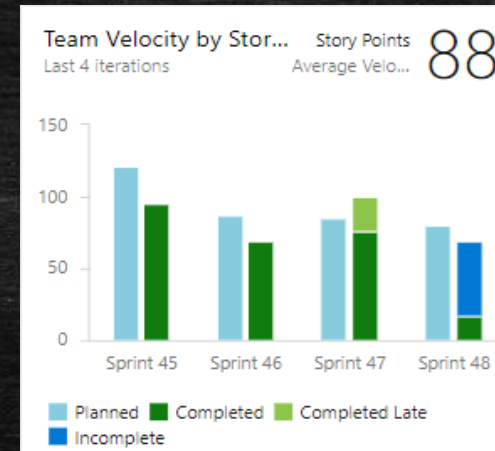 Team Velocity by Stor... Story Points 88
Last 4 iterations Average Velo...
150
100
50
0
Sprint 45 Sprint 46 Sprint 47 Sprint 48
Planned Completed Completed Late
Incomplete